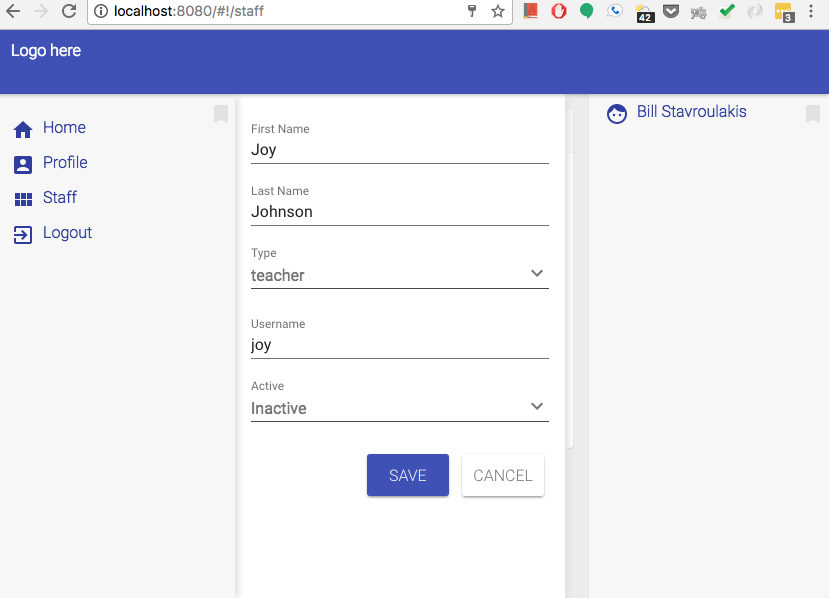 localhost:8080/#!/staff
42
3
Logo here
Home
Profile
Staff
Logout
First Name
Joy
Last Name
Johnson
Type
teacher
Username
joy
Active
Inactive
SAVE CANCEL
Bill Stavroulakis